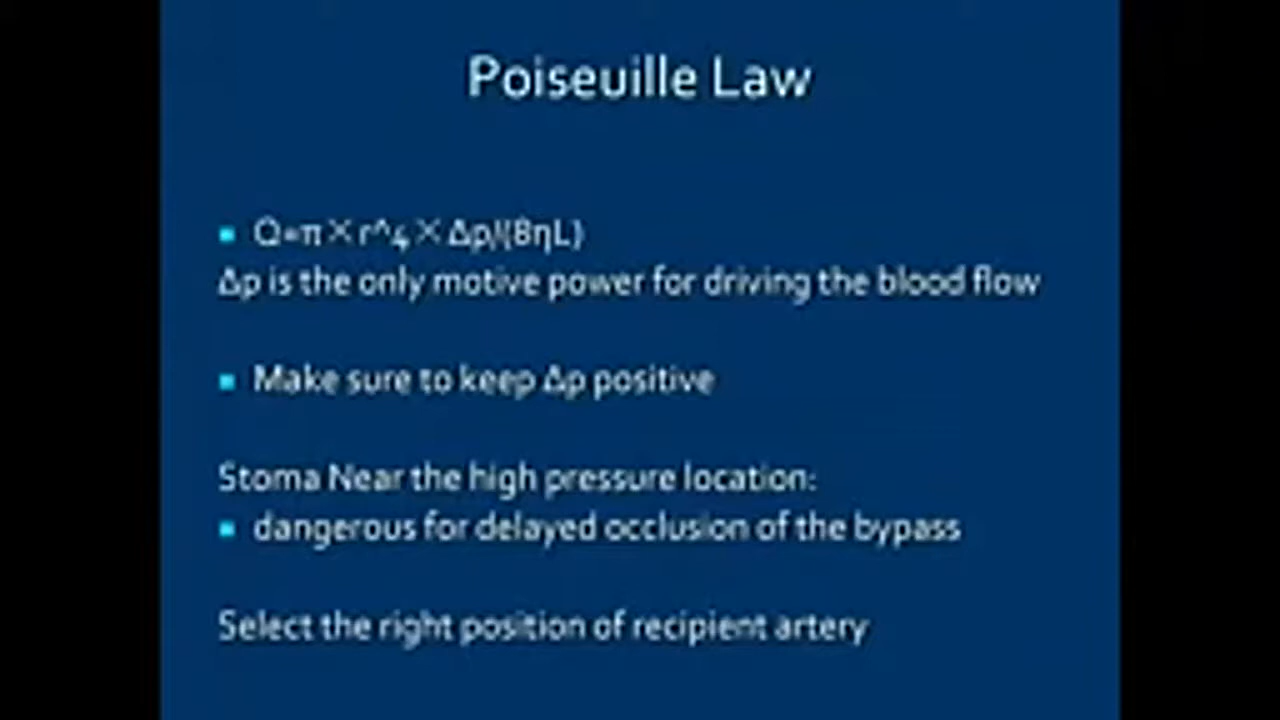 Poiseuille Law
▪ Q=π×r^4×Δp/(8ηL)
Δp is the only motive power for driving the blood flow
▪ Make sure to keep Δp positive
Stoma Near the high pressure location:
▪ dangerous for delayed occlusion of the bypass
Select the right position of recipient artery